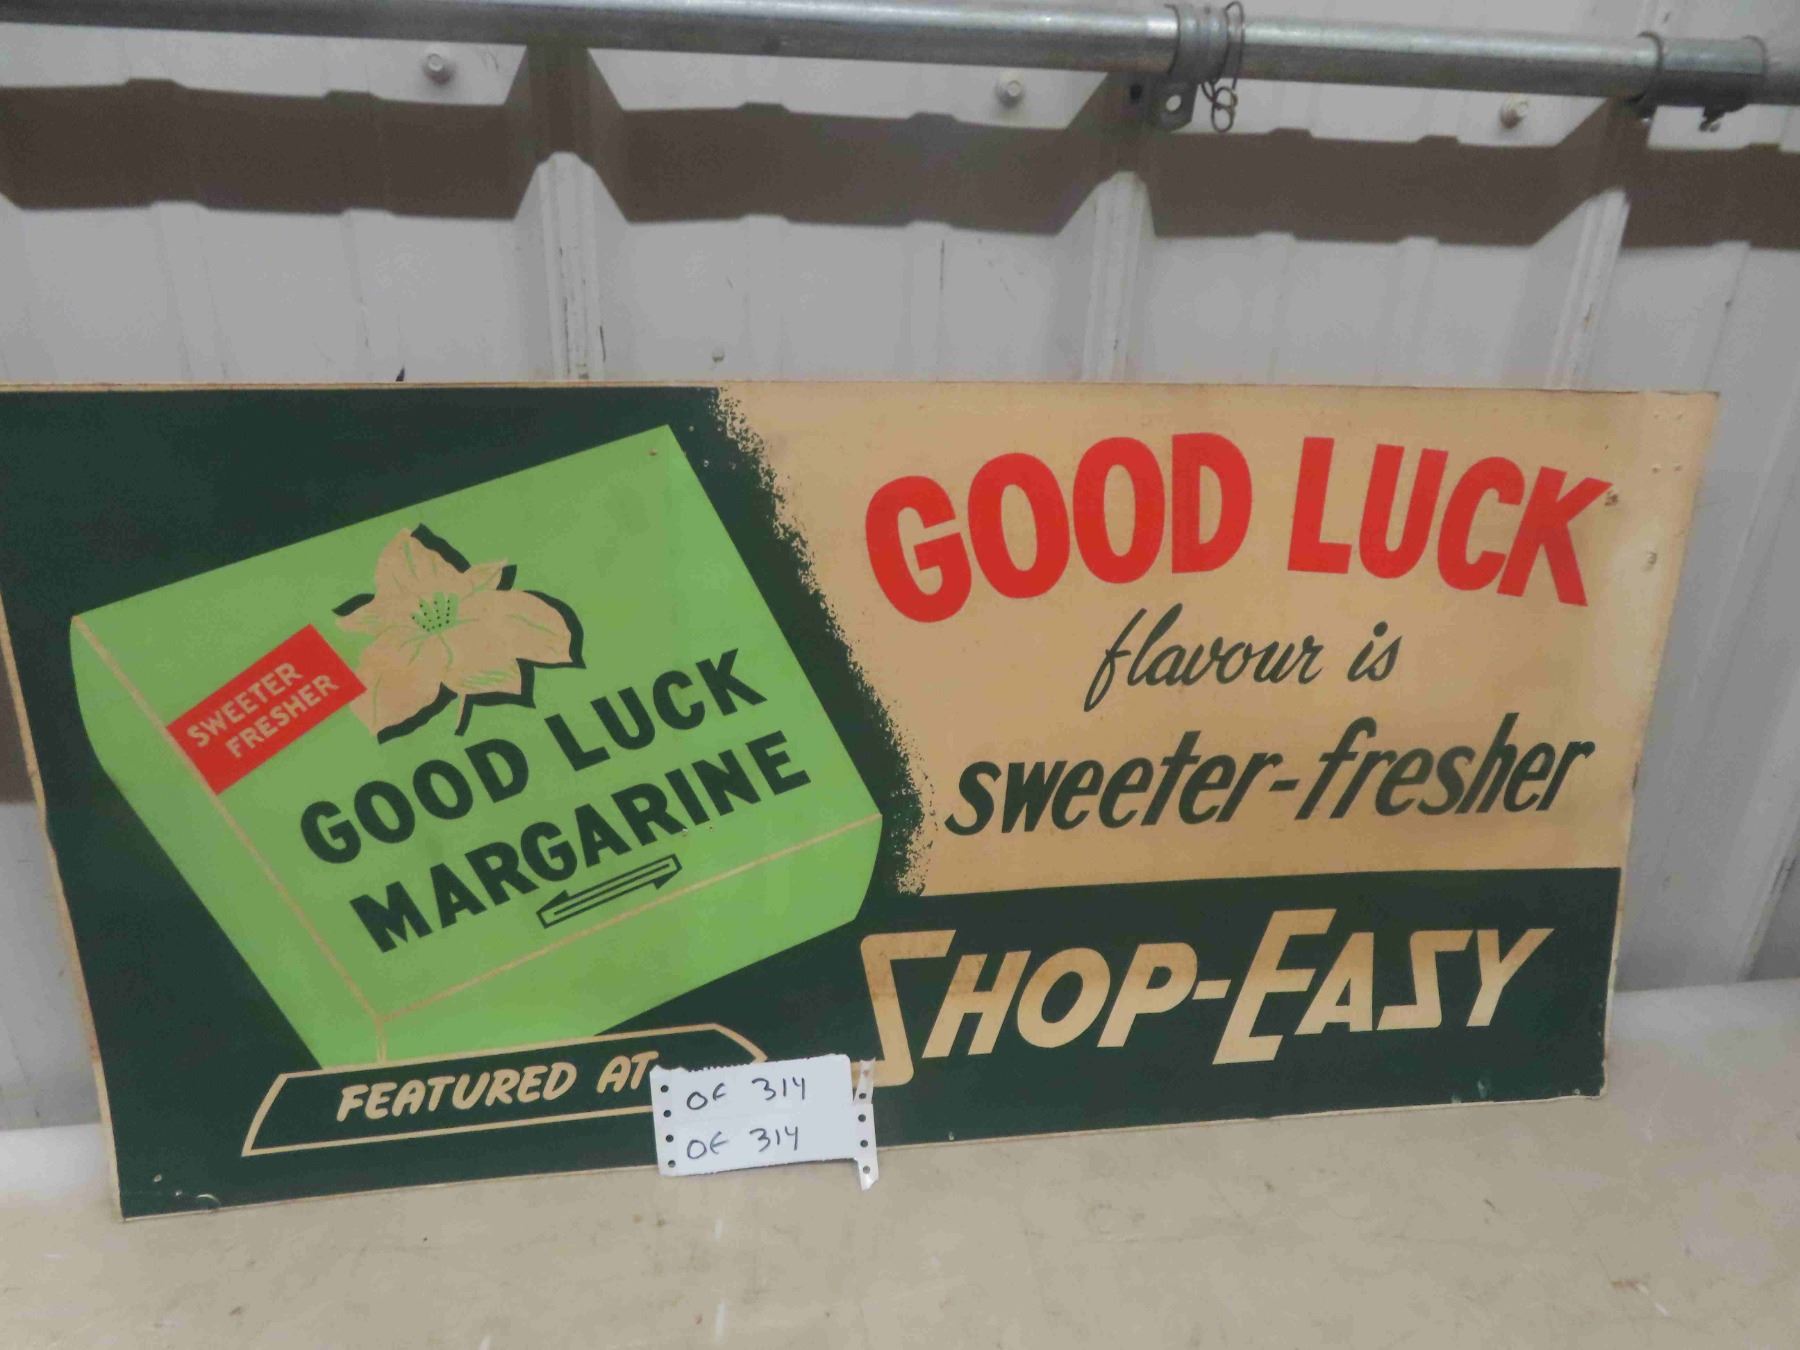 SWEETER
FRESHER
GOOD LUCK
MARGARINE
FEATURED AT
GOOD LUCK
flavour is
sweeter-fresher
SHOP-EASY
OF 314
OF 314